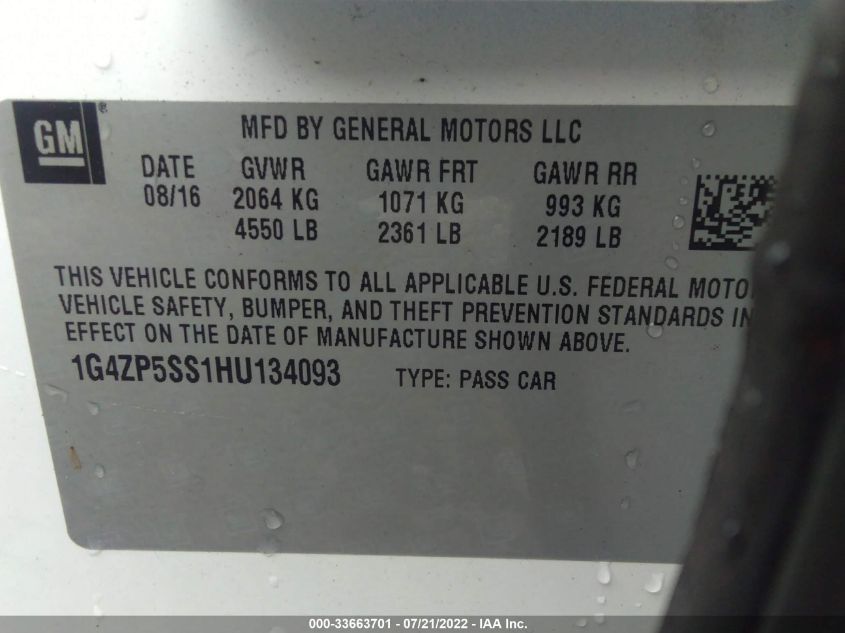 GM®
MFD BY GENERAL MOTORS LLC
DATE GVWR GAWR FRT GAWR RR
08/16 2064 KG 1071 KG 993 KG
4550 LB 2361 LB 2189 LB
THIS VEHICLE CONFORMS TO ALL APPLICABLE U.S. FEDERAL MOTO
VEHICLE SAFETY, BUMPER, AND THEFT PREVENTION STANDARDS IN
EFFECT ON THE DATE OF MANUFACTURE SHOWN ABOVE.
1G4ZP5SS1HU134093 TYPE: PASS CAR
000-33663701 - 07/21/2022 - IAA Inc.